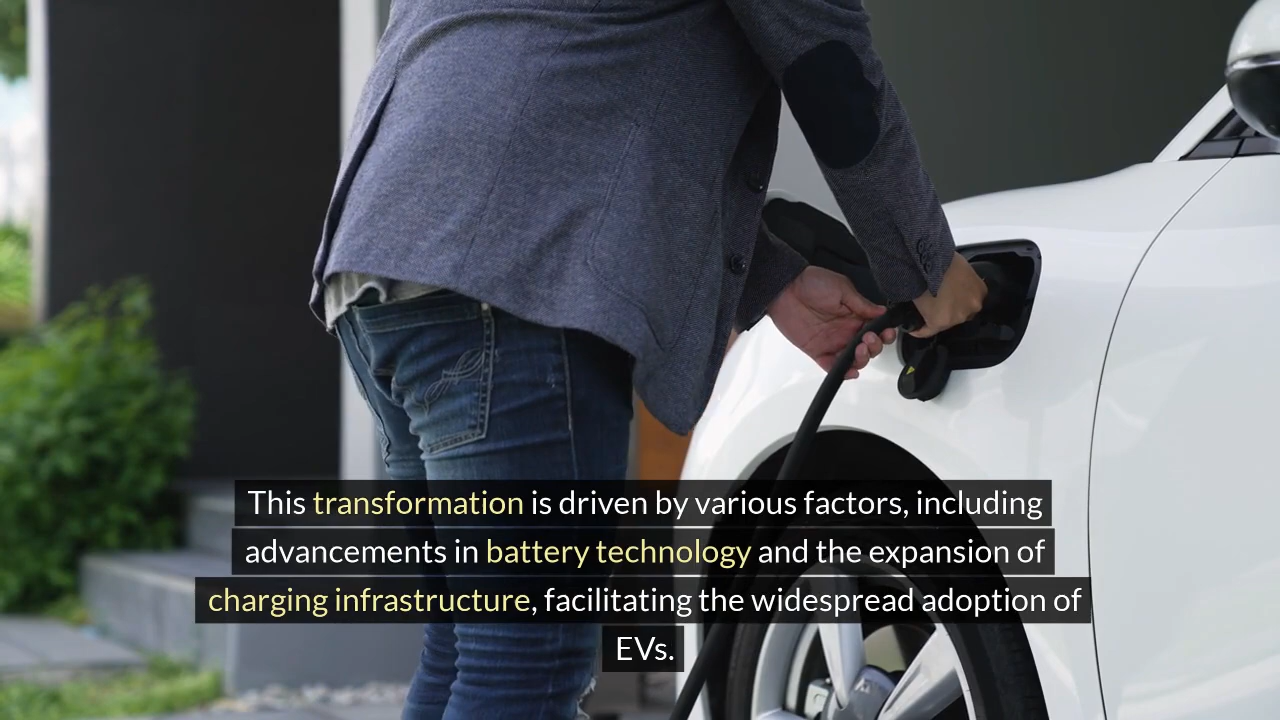 This transformation is driven by various factors, including
advancements in battery technology and the expansion of
charging infrastructure, facilitating the widespread adoption of
EVs.